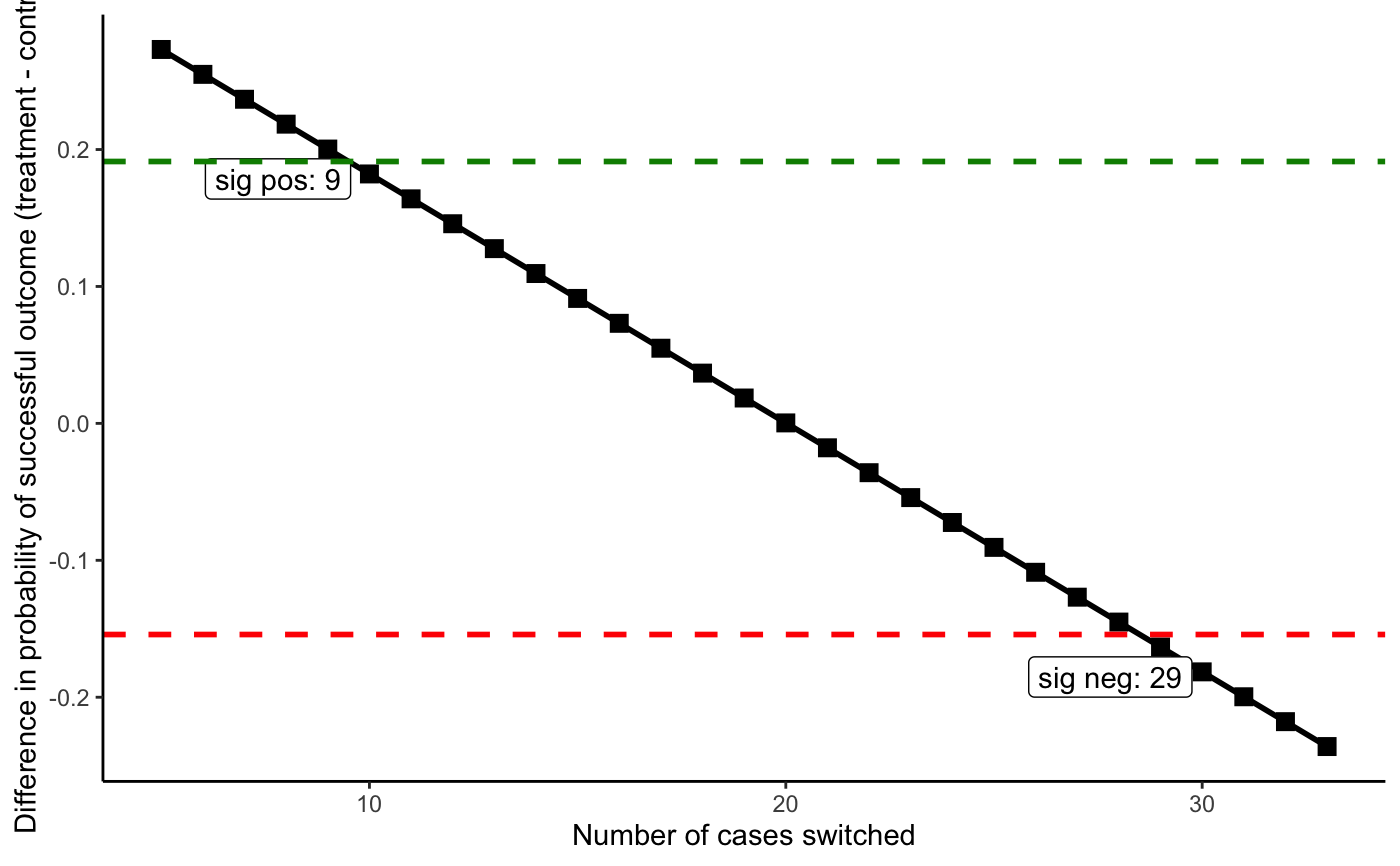 Difference in probability of successful outcome (treatment - contr
0.2
0.1
0.0
-0.1
-0.2
sig pos: 9
sig neg: 29
10 20 30
Number of cases switched